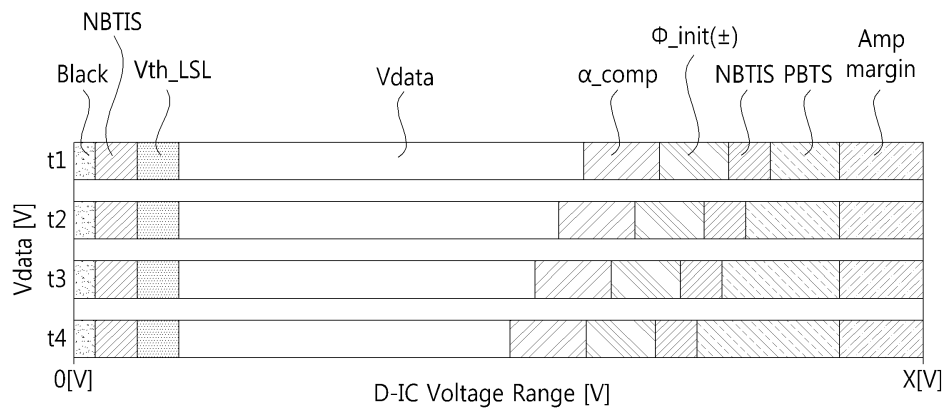 NBTIS
Φ_init(±)
Amp
margin
Black
Vth_LSL
Vdata
α_comp
NBTIS
PBTS
t1
t2
t3
t4
Vdata [V]
0[V]
D-IC Voltage Range [V]
X[V]